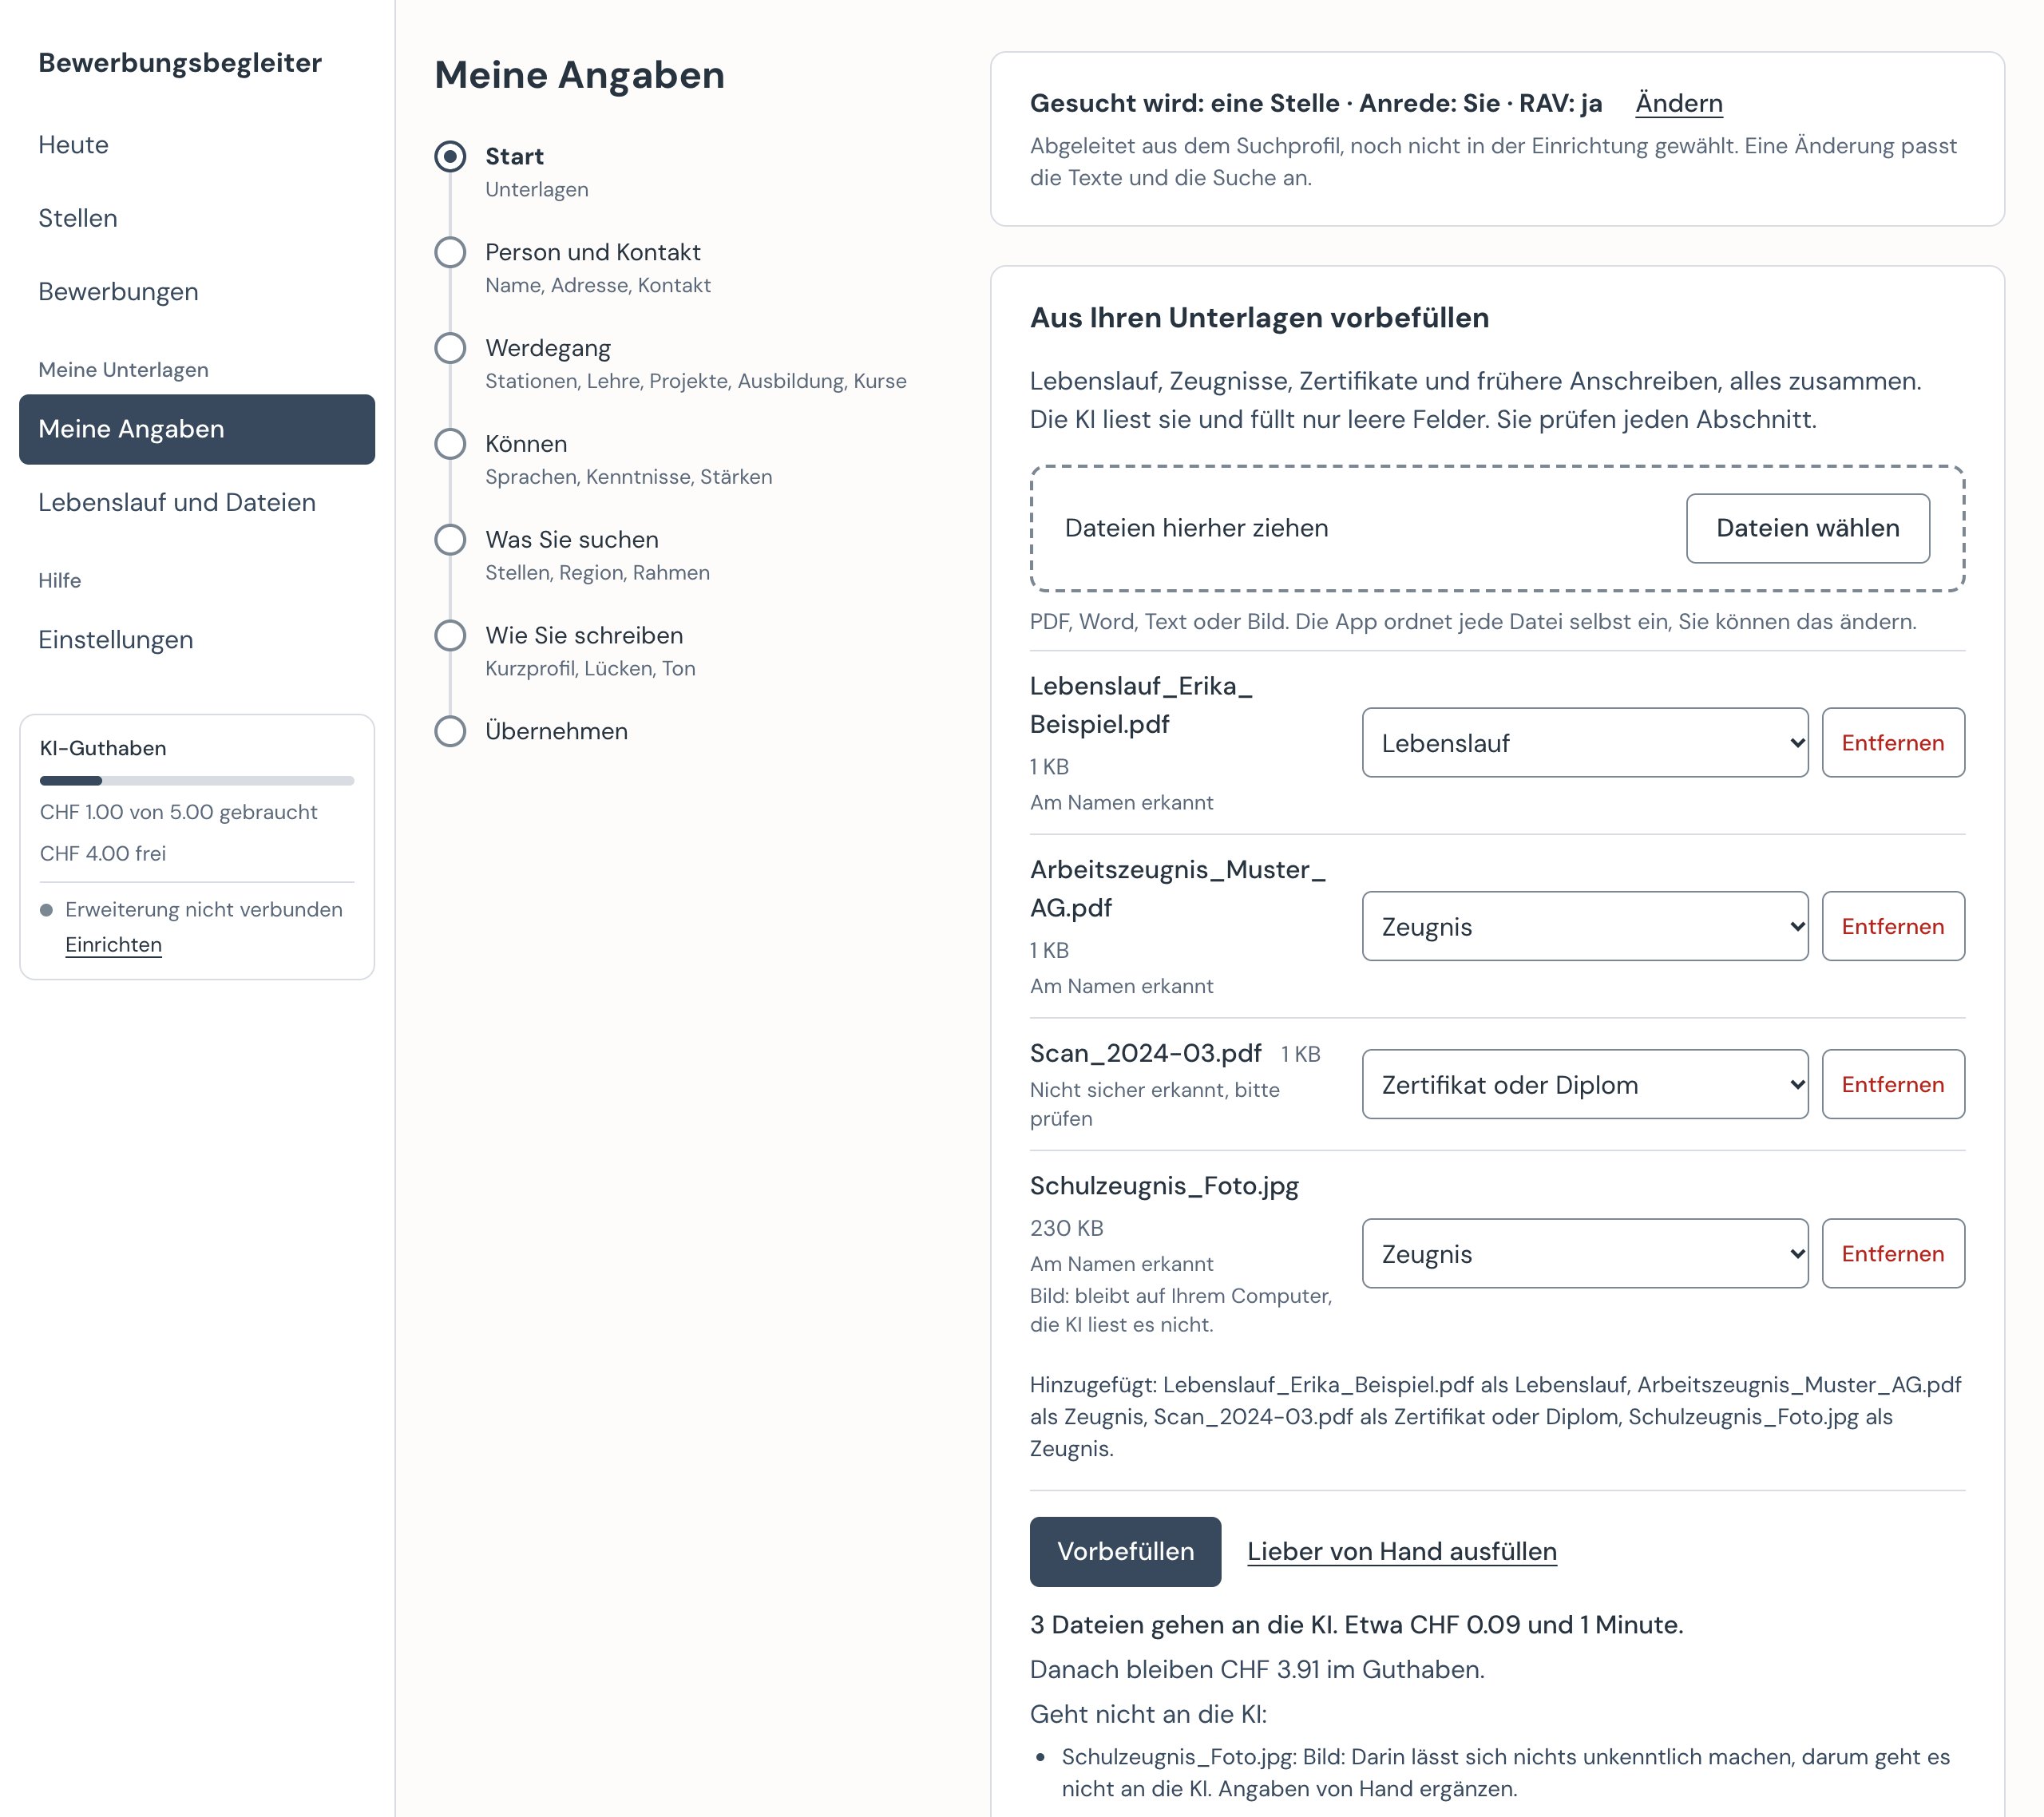 Bewerbungsbegleiter
Heute
Stellen
Bewerbungen
Meine Unterlagen
Meine Angaben
Lebenslauf und Dateien
Hilfe
Einstellungen
KI-Guthaben
CHF 1.00 von 5.00 gebraucht
CHF 4.00 frei
Erweiterung nicht verbunden
Einrichten
Meine Angaben
Start
Unterlagen
Person und Kontakt
Name, Adresse, Kontakt
Werdegang
Stationen, Lehre, Projekte, Ausbildung, Kurse
Können
Sprachen, Kenntnisse, Stärken
Was Sie suchen
Stellen, Region, Rahmen
Wie Sie schreiben
Kurzprofil, Lücken, Ton
Übernehmen
Gesucht wird: eine Stelle · Anrede: Sie · RAV: ja Ändern
Abgeleitet aus dem Suchprofil, noch nicht in der Einrichtung gewählt. Eine Änderung passt
die Texte und die Suche an.
Aus Ihren Unterlagen vorbefüllen
Lebenslauf, Zeugnisse, Zertifikate und frühere Anschreiben, alles zusammen.
Die KI liest sie und füllt nur leere Felder. Sie prüfen jeden Abschnitt.
Dateien hierher ziehen
Dateien wählen
PDF, Word, Text oder Bild. Die App ordnet jede Datei selbst ein, Sie können das ändern.
Lebenslauf_Erika_
Beispiel.pdf
1 KB
Am Namen erkannt
Lebenslauf
Entfernen
Arbeitszeugnis_Muster_
AG.pdf
1 KB
Am Namen erkannt
Zeugnis
Entfernen
Scan_2024-03.pdf 1 KB
Nicht sicher erkannt, bitte
prüfen
Zertifikat oder Diplom
Entfernen
Schulzeugnis_Foto.jpg
230 KB
Am Namen erkannt
Bild: bleibt auf Ihrem Computer,
die KI liest es nicht.
Zeugnis
Entfernen
Hinzugefügt: Lebenslauf_Erika_Beispiel.pdf als Lebenslauf, Arbeitszeugnis_Muster_AG.pdf
als Zeugnis, Scan_2024-03.pdf als Zertifikat oder Diplom, Schulzeugnis_Foto.jpg als
Zeugnis.
Vorbefüllen
Lieber von Hand ausfüllen
3 Dateien gehen an die KI. Etwa CHF 0.09 und 1 Minute.
Danach bleiben CHF 3.91 im Guthaben.
Geht nicht an die KI:
• Schulzeugnis_Foto.jpg: Bild: Darin lässt sich nichts unkenntlich machen, darum geht es
nicht an die KI. Angaben von Hand ergänzen.